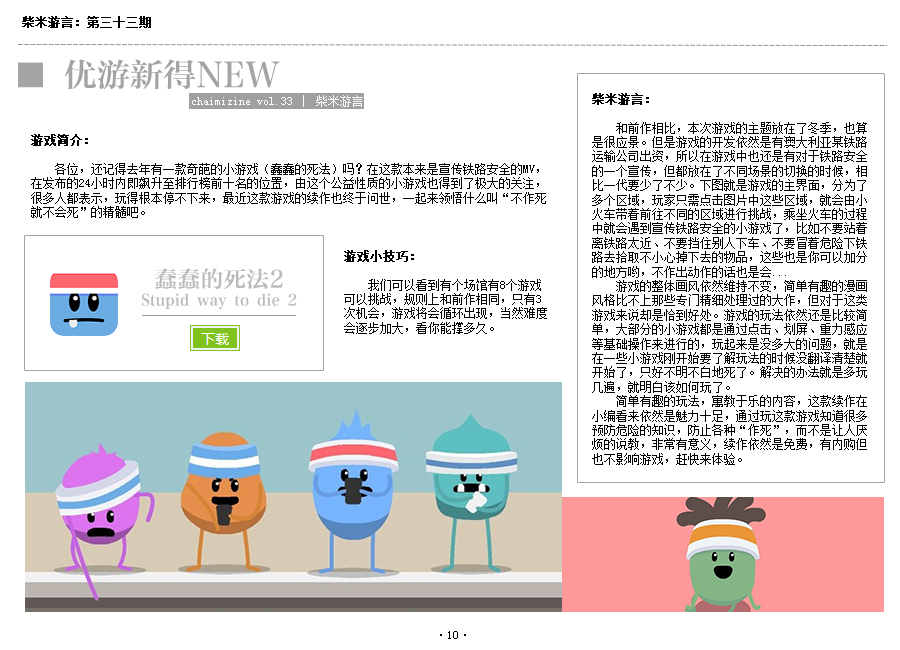 柴米游言：第三十三期
优游新得NEW
chaimizine vol.33 | 柴米游言
游戏简介：
各位，还记得去年有一款奇葩的小游戏（蠢蠢的死法）吗？在这款本来是宣传铁路安全的MV，
在发布的24小时内即飙升至排行榜前十名的位置，由这个公益性质的小游戏也得到了极大的关注，
很多人都表示，玩得根本停不下来，最近这款游戏的续作也终于问世，一起来领悟什么叫“不作死
就不会死”的精髓吧。
蠢蠢的死法2
Stupid way to die 2
下载
游戏小技巧：
我们可以看到有个场馆有8个游戏
可以挑战，规则上和前作相同，只有3
次机会，游戏将会循环出现，当然难度
会逐步加大，看你能撑多久。
柴米游言：
和前作相比，本次游戏的主题放在了冬季，也算
是很应景。但是游戏的开发依然是有澳大利亚某铁路
运输公司出资，所以在游戏中也还是有对于铁路安全
的一个宣传，但都放在了不同场景的切换的时候，相
比一代要少了不少。下图就是游戏的主界面，分为了
多个区域，玩家只需点击图片中这些区域，就会由小
火车带着前往不同的区域进行挑战，乘坐火车的过程
中就会遇到宣传铁路安全的小游戏了，比如不要站着
离铁路太近、不要挡住别人下车、不要冒着危险下铁
路去拾取不小心掉下去的物品，这些也是你可以加分
的地方哟，不作出动作的话也是会...
游戏的整体画风依然维持不变，简单有趣的漫画
风格比不上那些专门精细处理过的大作，但对于这类
游戏来说却是恰到好处。游戏的玩法依然还是比较简
单，大部分的小游戏都是通过点击、划屏、重力感应
等基础操作来进行的，玩起来是没多大的问题，就是
在一些小游戏刚开始要了解玩法的时候没翻译清楚就
开始了，只好不明不白地死了。解决的办法就是多玩
几遍，就明白该如何玩了。
简单有趣的玩法，寓教于乐的内容，这款续作在
小编看来依然是魅力十足，通过玩这款游戏知道很多
预防危险的知识，防止各种“作死”，而不是让人厌
烦的说教，非常有意义，续作依然是免费，有内购但
也不影响游戏，赶快来体验。
· 10 ·